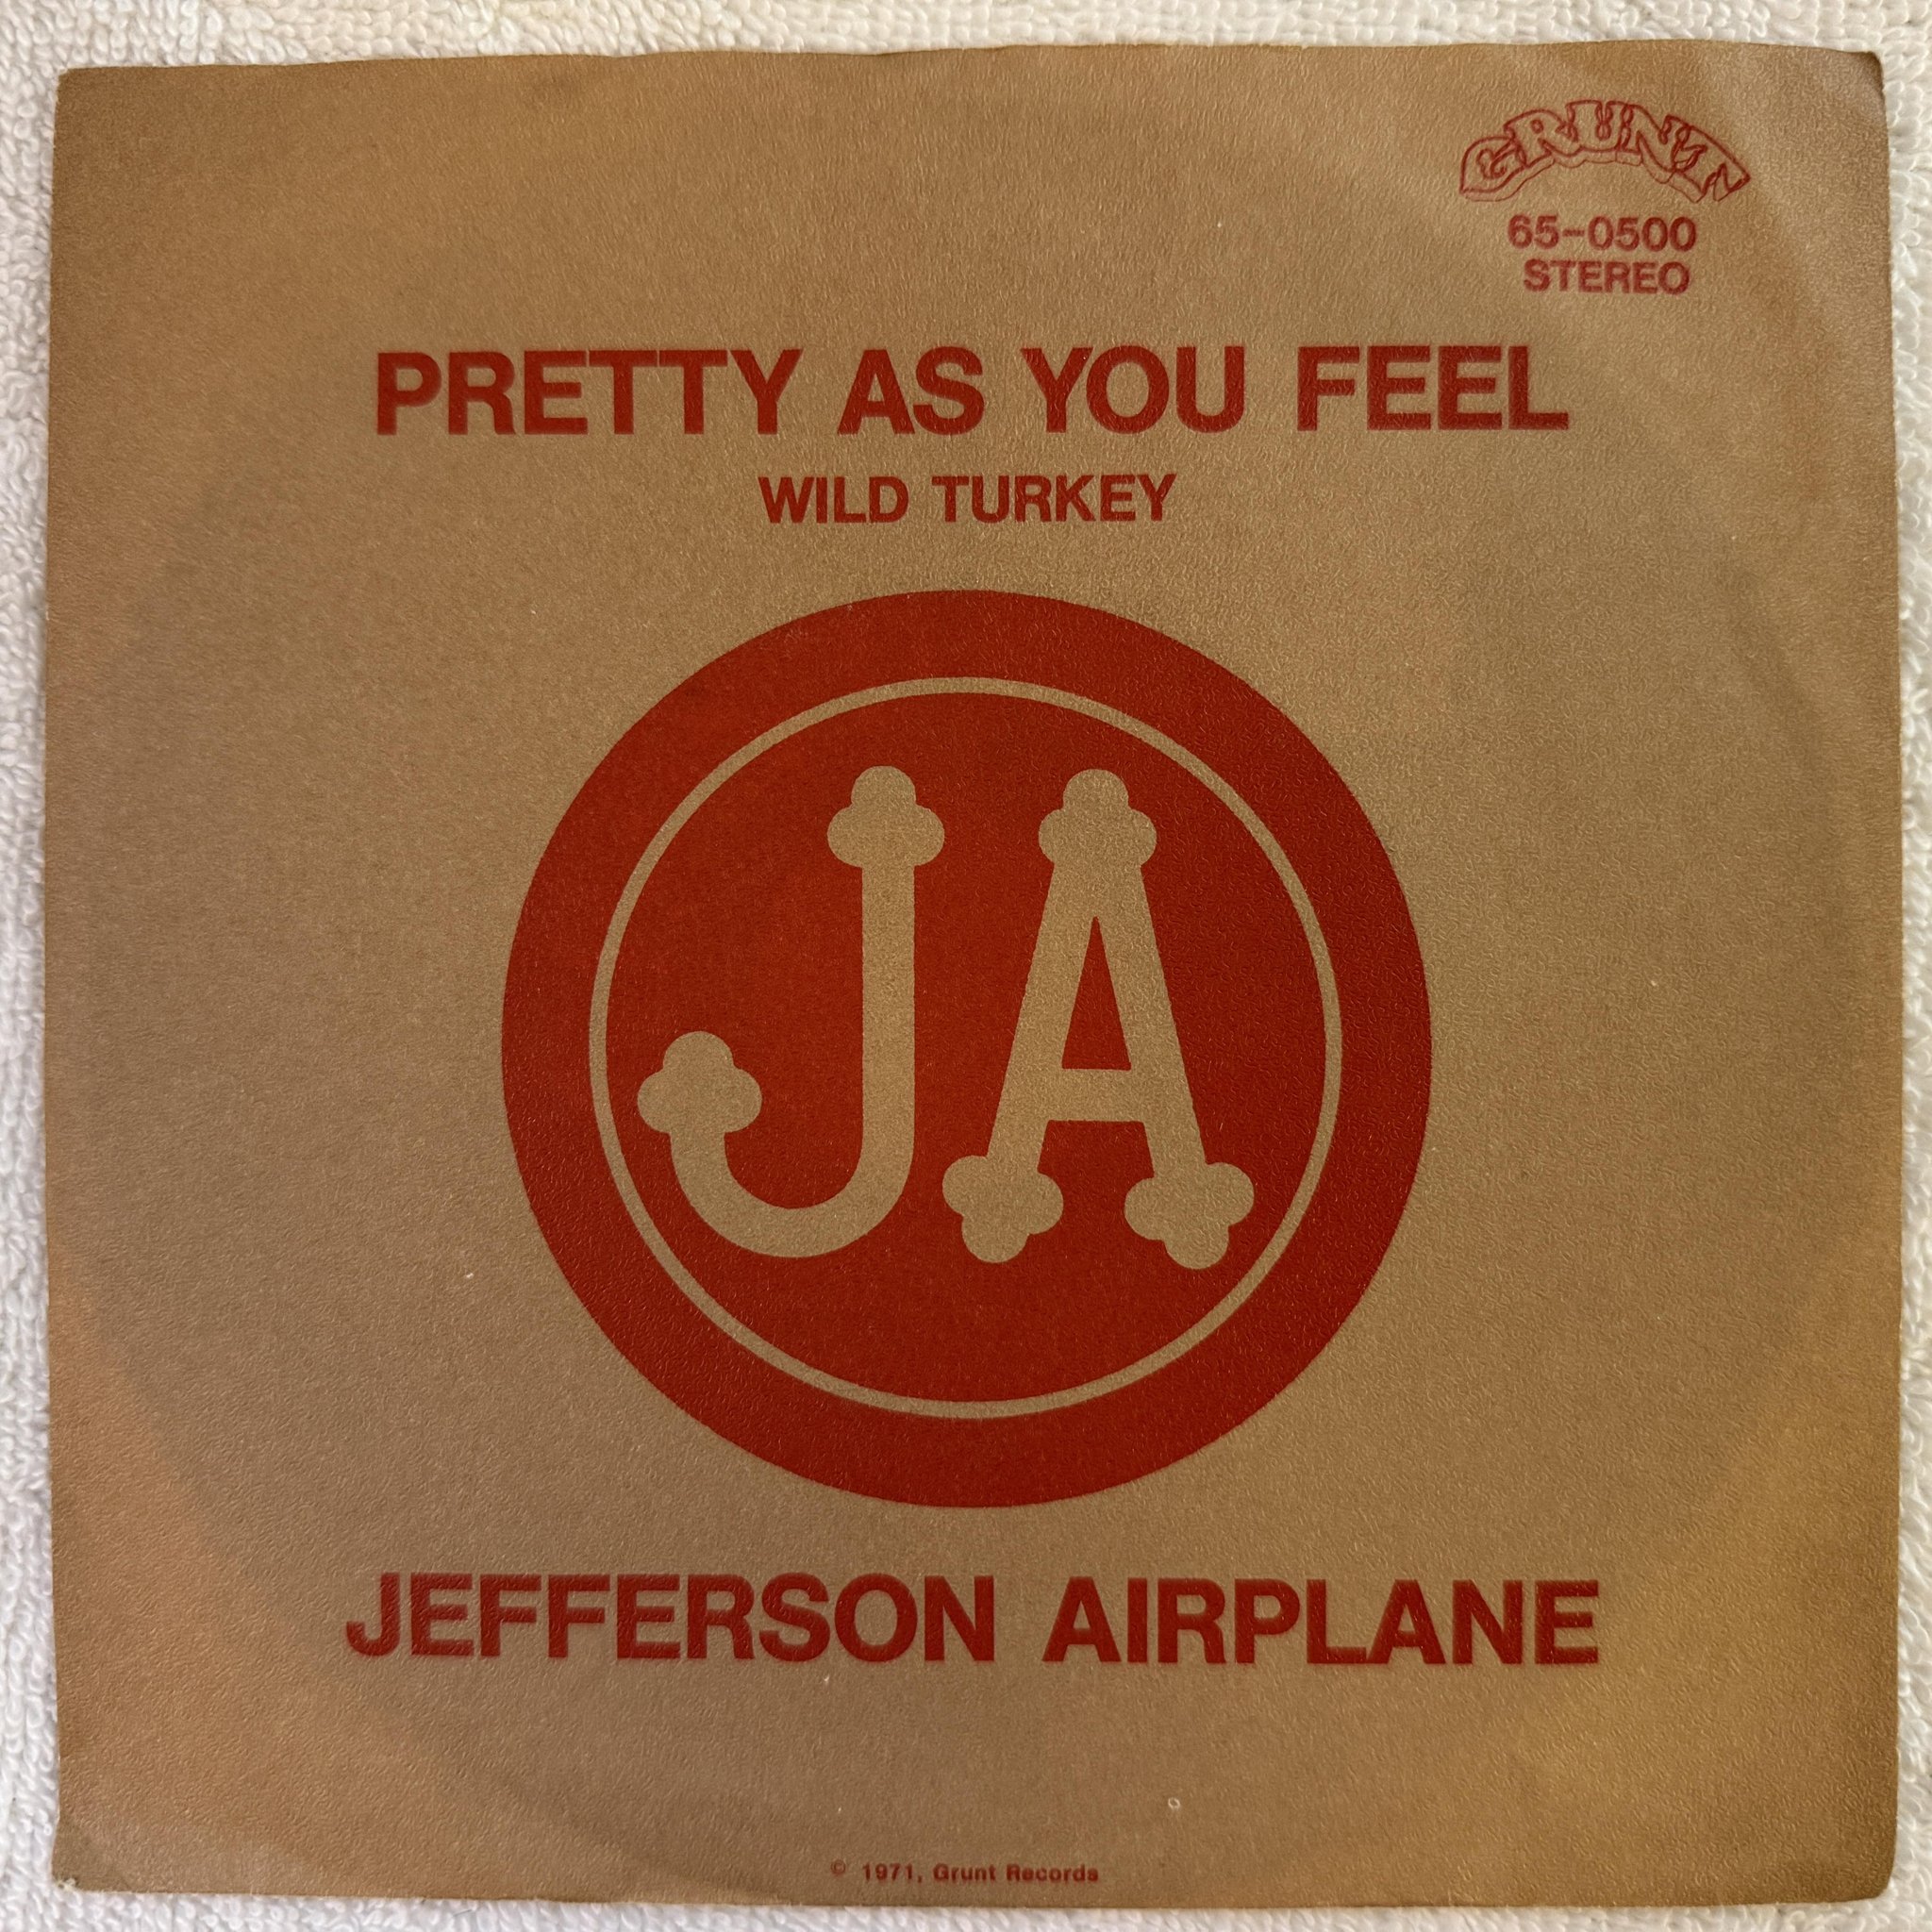 GRUNT
65-0500
STEREO
PRETTY AS YOU FEEL
WILD TURKEY
JA
JEFFERSON AIRPLANE
© 1971, Grunt Records